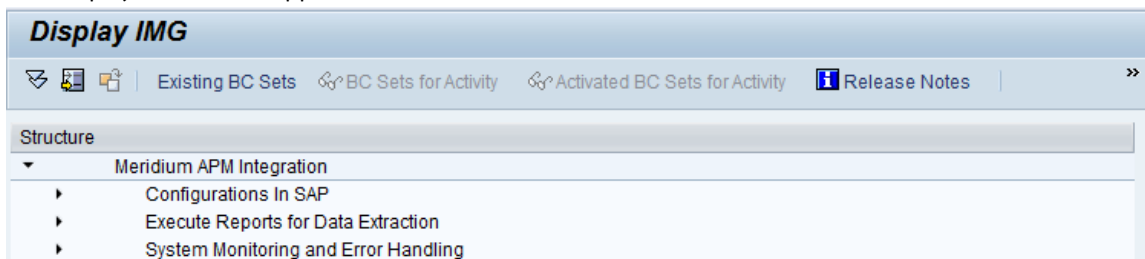 Display IMG
Existing BC Sets BC Sets for Activity Activated BC Sets for Activity Release Notes »
Structure
Meridium APM Integration
Configurations In SAP
Execute Reports for Data Extraction
System Monitoring and Error Handling